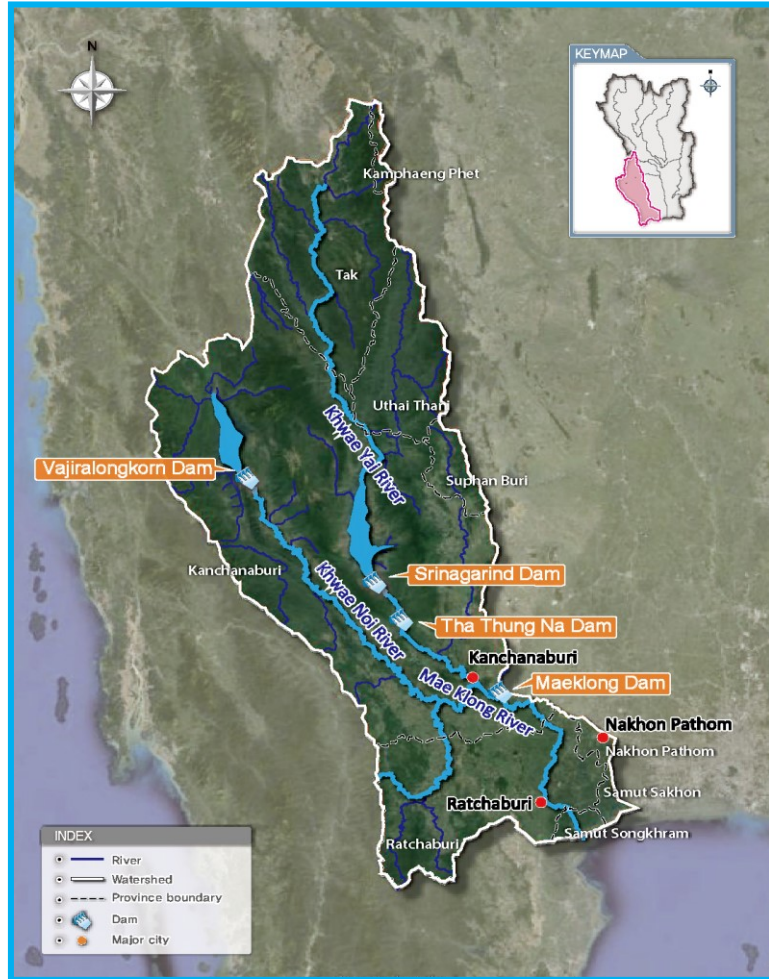 N
KEYMAP
Kamphaeng Phet
Tak
Uthai Thani
Khwae Yai River
Vajiralongkorn Dam
Suphan Buri
Kanchanaburi
Srinagarind Dam
Khwae Noi River
Tha Thung Na Dam
Kanchanaburi
Maeklong Dam
Mae Klong River
Nakhon Pathom
Nakhon Pathom
Samut Sakhon
Ratchaburi
Samut Songkhram
Ratchaburi
INDEX
River
Watershed
Province boundary
Dam
Major city